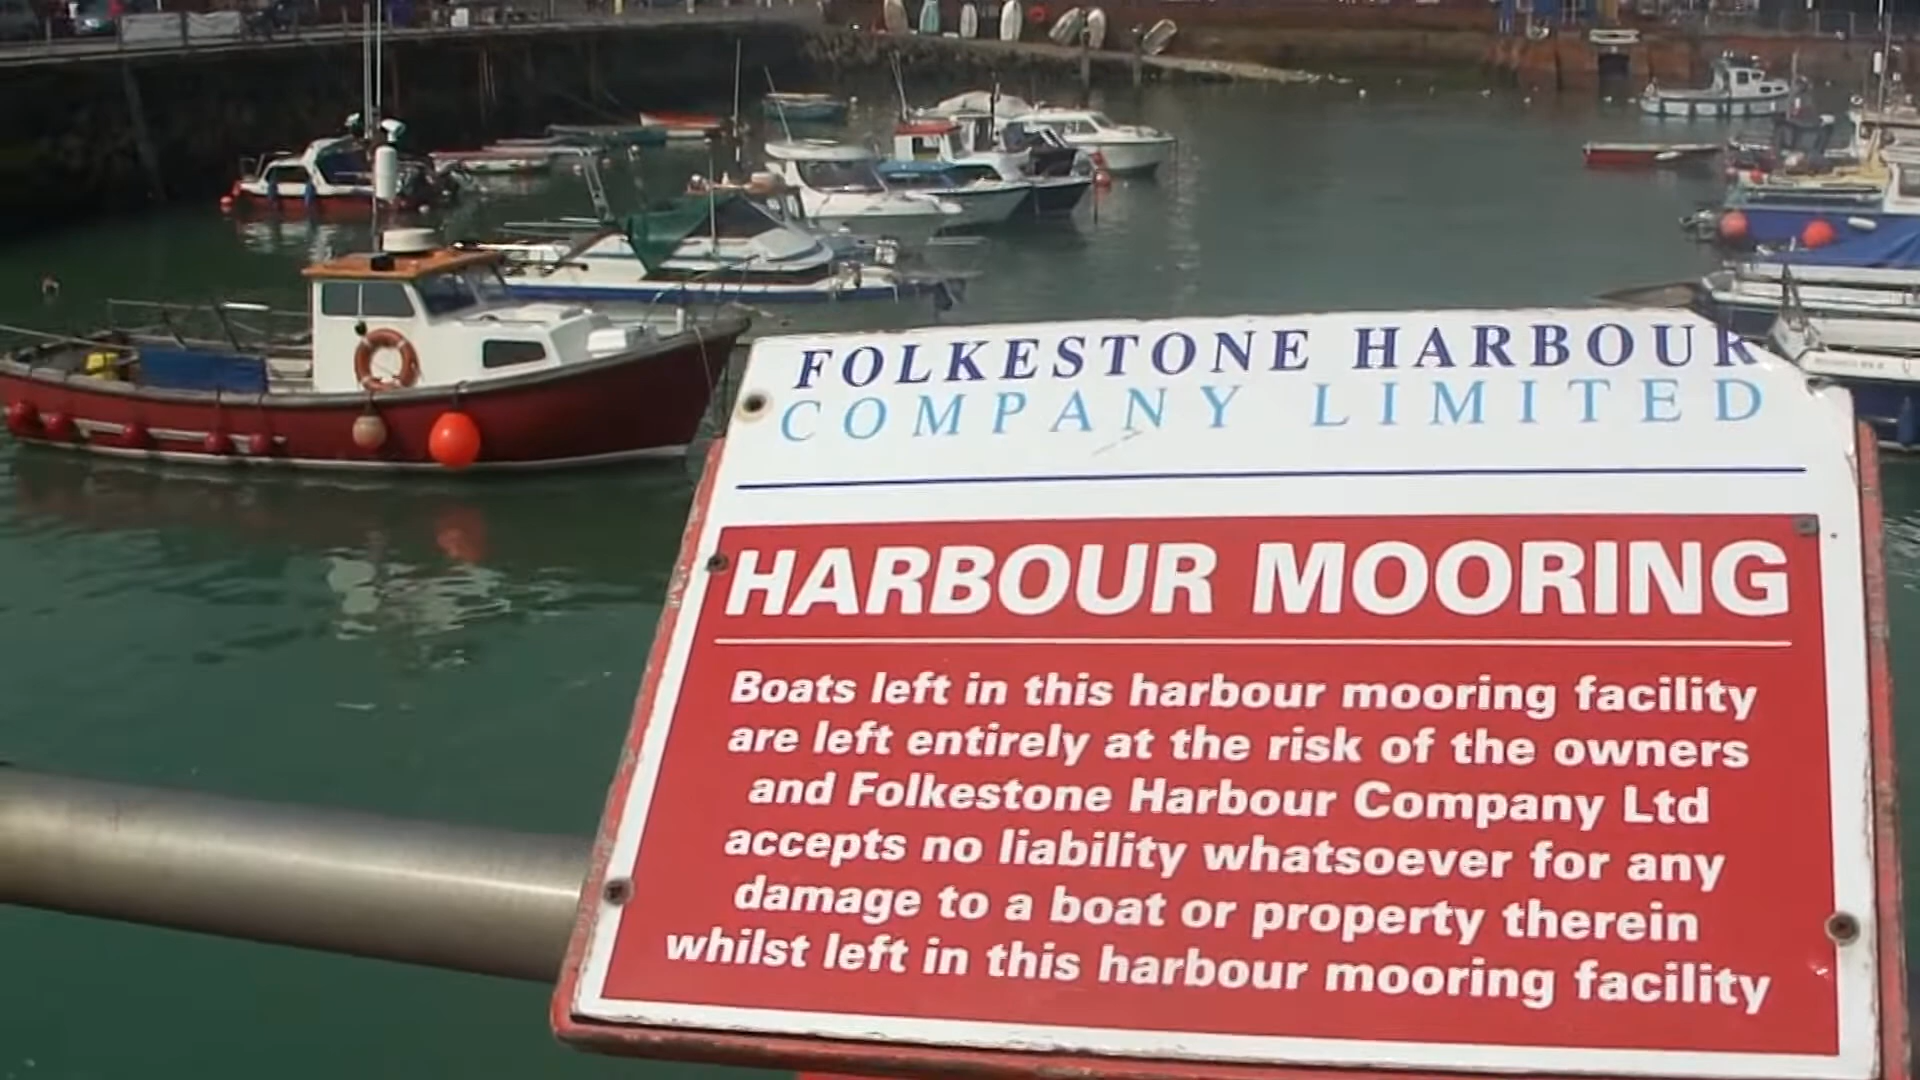 FOLKESTONE HARBOUR
COMPANY LIMITED
HARBOUR MOORING
Boats left in this harbour mooring facility
are left entirely at the risk of the owners
and Folkestone Harbour Company Ltd
accepts no liability whatsoever for any
damage to a boat or property therein
whilst left in this harbour mooring facility